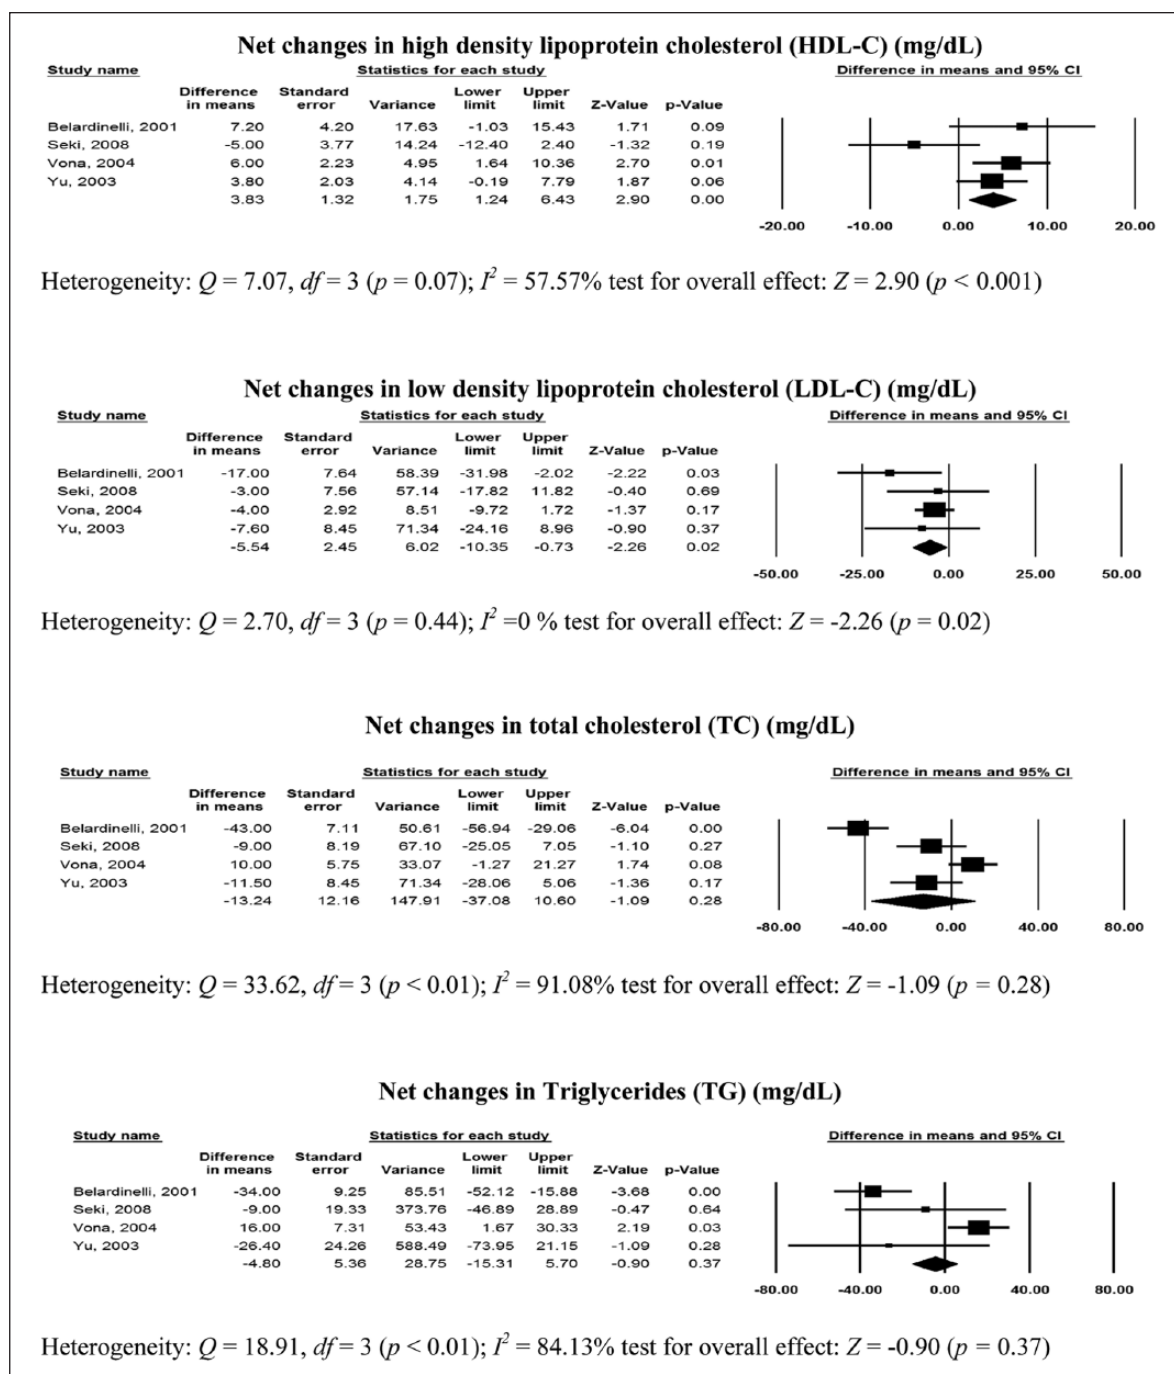 Net changes in high density lipoprotein cholesterol (HDL-C) (mg/dL)
Study name Statistics for each study Difference in means and 95% CI
Difference in means Standard error Variance Lower limit Upper limit Z-Value p-Value
Belardinelli, 2001 7.20 4.20 17.63 -1.03 15.43 1.71 0.09
Seki, 2008 -5.00 3.77 14.24 -12.40 2.40 -1.32 0.19
Vona, 2004 6.00 2.23 4.95 1.64 10.36 2.70 0.01
Yu, 2003 3.80 2.03 4.14 -0.19 7.79 1.87 0.06
3.83 1.32 1.75 1.24 6.43 2.90 0.00
-20.00 -10.00 0.00 10.00 20.00
Heterogeneity: Q = 7.07, df = 3 (p = 0.07); I² = 57.57% test for overall effect: Z = 2.90 (p < 0.001)
Net changes in low density lipoprotein cholesterol (LDL-C) (mg/dL)
Study name Statistics for each study Difference in means and 95% CI
Difference in means Standard error Variance Lower limit Upper limit Z-Value p-Value
Belardinelli, 2001 -17.00 7.64 58.39 -31.98 -2.02 -2.22 0.03
Seki, 2008 -3.00 7.56 57.14 -17.82 11.82 -0.40 0.69
Vona, 2004 -4.00 2.92 8.51 -9.72 1.72 -1.37 0.17
Yu, 2003 -7.60 8.45 71.34 -24.16 8.96 -0.90 0.37
-5.54 2.45 6.02 -10.35 -0.73 -2.26 0.02
-50.00 -25.00 0.00 25.00 50.00
Heterogeneity: Q = 2.70, df = 3 (p = 0.44); I² =0 % test for overall effect: Z = -2.26 (p = 0.02)
Net changes in total cholesterol (TC) (mg/dL)
Study name Statistics for each study Difference in means and 95% CI
Difference in means Standard error Variance Lower limit Upper limit Z-Value p-Value
Belardinelli, 2001 -43.00 7.11 50.61 -56.94 -29.06 -6.04 0.00
Seki, 2008 -9.00 8.19 67.10 -25.05 7.05 -1.10 0.27
Vona, 2004 10.00 5.75 33.07 -1.27 21.27 1.74 0.08
Yu, 2003 -11.50 8.45 71.34 -28.06 5.06 -1.36 0.17
-13.24 12.16 147.91 -37.08 10.60 -1.09 0.28
-80.00 -40.00 0.00 40.00 80.00
Heterogeneity: Q = 33.62, df = 3 (p < 0.01); I² = 91.08% test for overall effect: Z = -1.09 (p = 0.28)
Net changes in Triglycerides (TG) (mg/dL)
Study name Statistics for each study Difference in means and 95% CI
Difference in means Standard error Variance Lower limit Upper limit Z-Value p-Value
Belardinelli, 2001 -34.00 9.25 85.51 -52.12 -15.88 -3.68 0.00
Seki, 2008 -9.00 19.33 373.76 -46.89 28.89 -0.47 0.64
Vona, 2004 16.00 7.31 53.43 1.67 30.33 2.19 0.03
Yu, 2003 -26.40 24.26 588.49 -73.95 21.15 -1.09 0.28
-4.80 5.36 28.75 -15.31 5.70 -0.90 0.37
-80.00 -40.00 0.00 40.00 80.00
Heterogeneity: Q = 18.91, df = 3 (p < 0.01); I² = 84.13% test for overall effect: Z = -0.90 (p = 0.37)